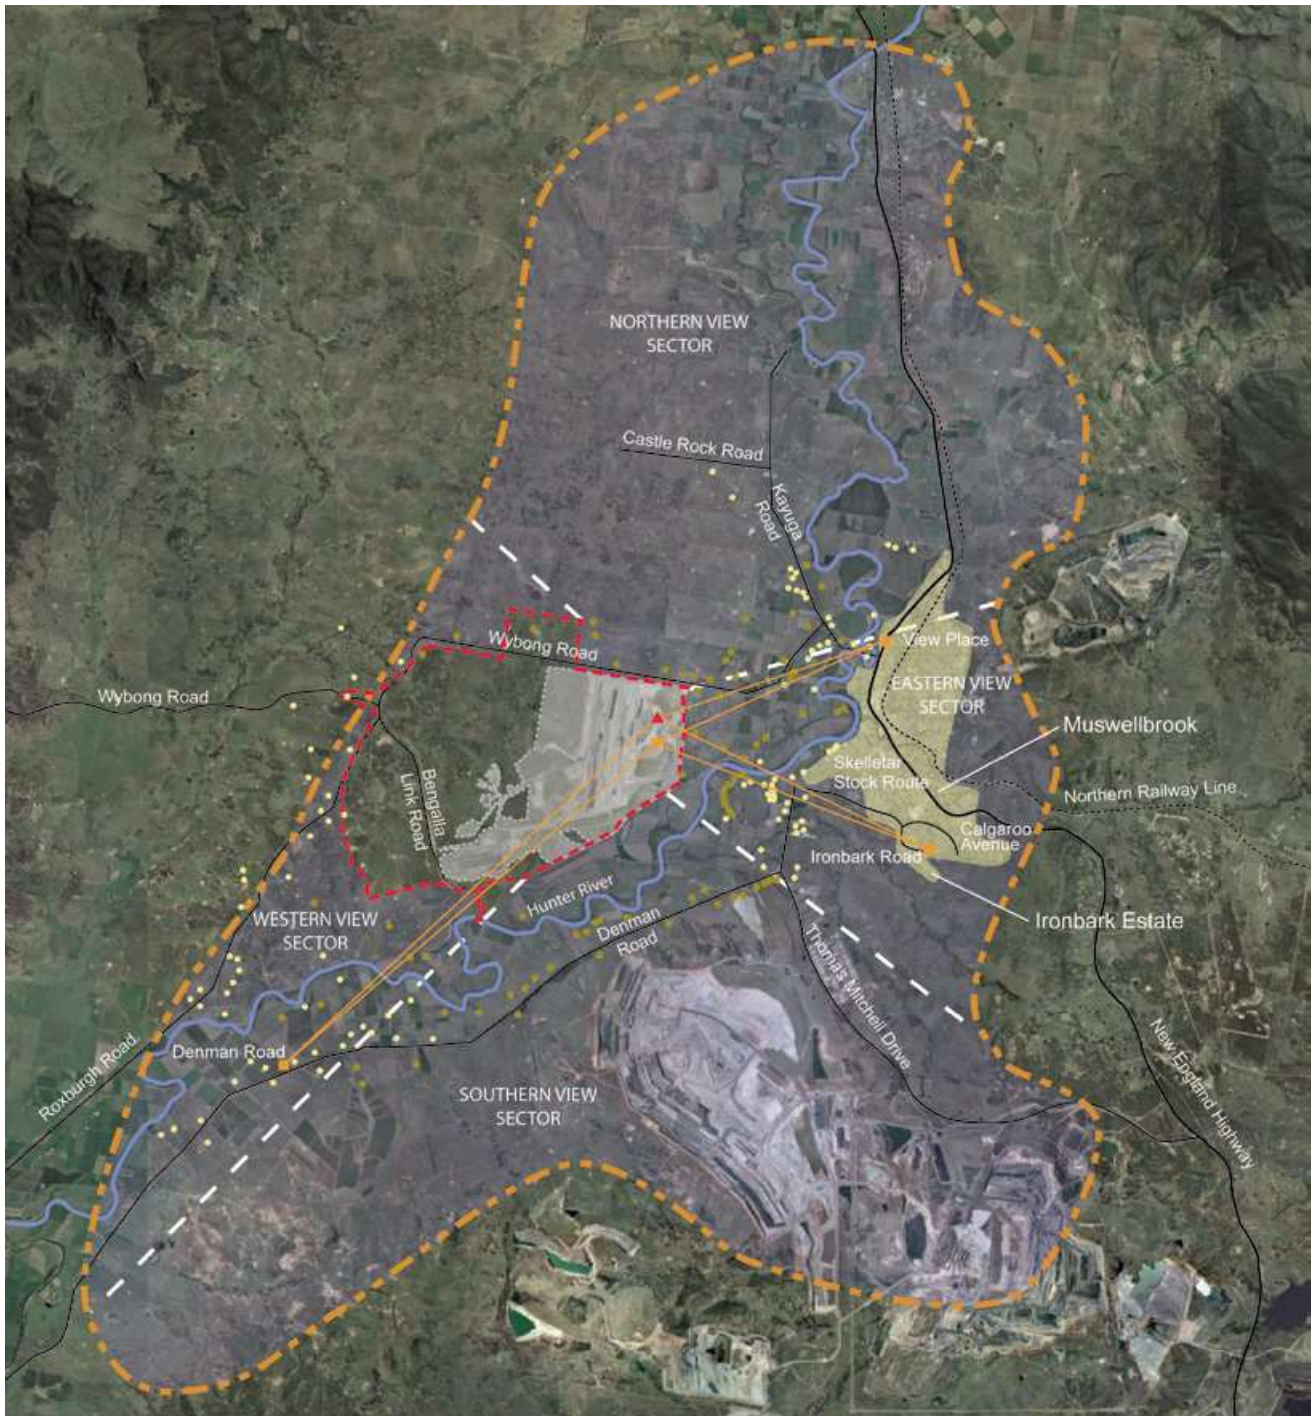 NORTHERN VIEW
SECTOR
Castle Rock Road
Kayuga
Road
Wybong Road
View Place
Wybong Road
EASTERN VIEW
SECTOR
Muswellbrook
Skelletar
Stock Route
Bengalla
Link Road
Northern Railway Line
Calgaroo
Avenue
Ironbark Road
Hunter River
WESTERN VIEW
SECTOR
Denman
Road
Ironbark Estate
Thomas Mitchell Drive
Denman Road
Roxburgh Road
SOUTHERN VIEW
SECTOR
New England Highway